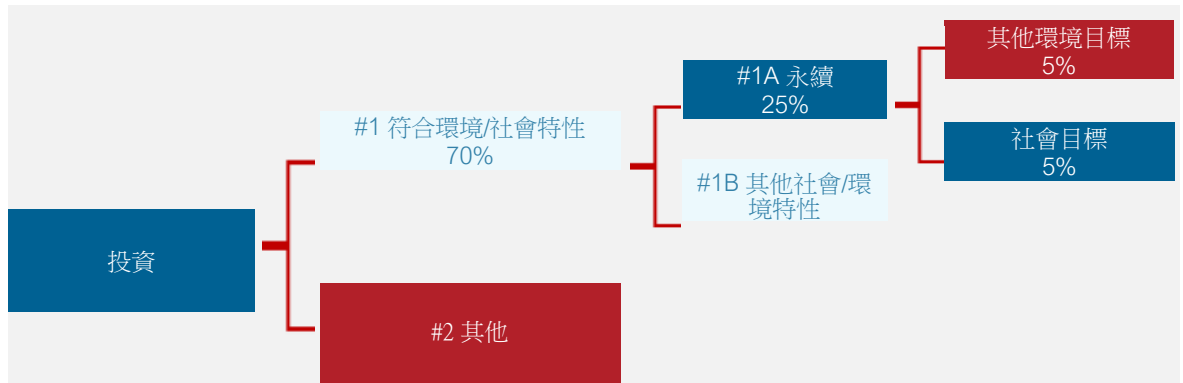 投資
#1 符合環境/社會特性
70%
#2 其他
#1A 永續
25%
#1B 其他社會/環
境特性
其他環境目標
5%
社會目標
5%